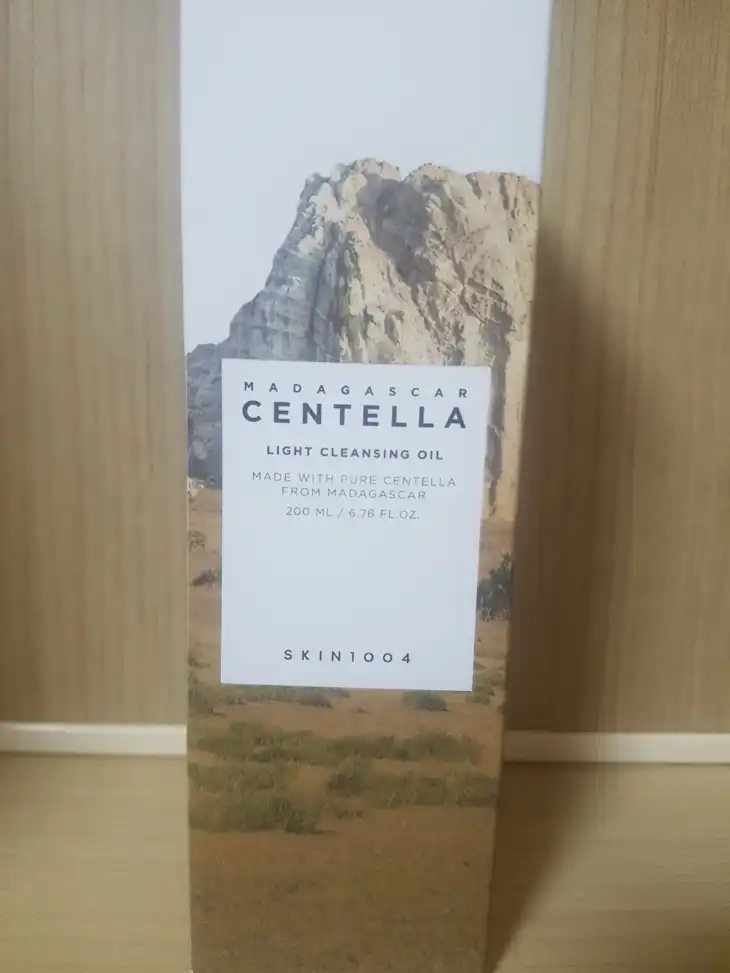 MADAGASCAR
CENTELLA
LIGHT CLEANSING OIL
MADE WITH PURE CENTELLA
FROM MADAGASCAR
200 ML / 6.76 FL.OZ.
SKIN1004